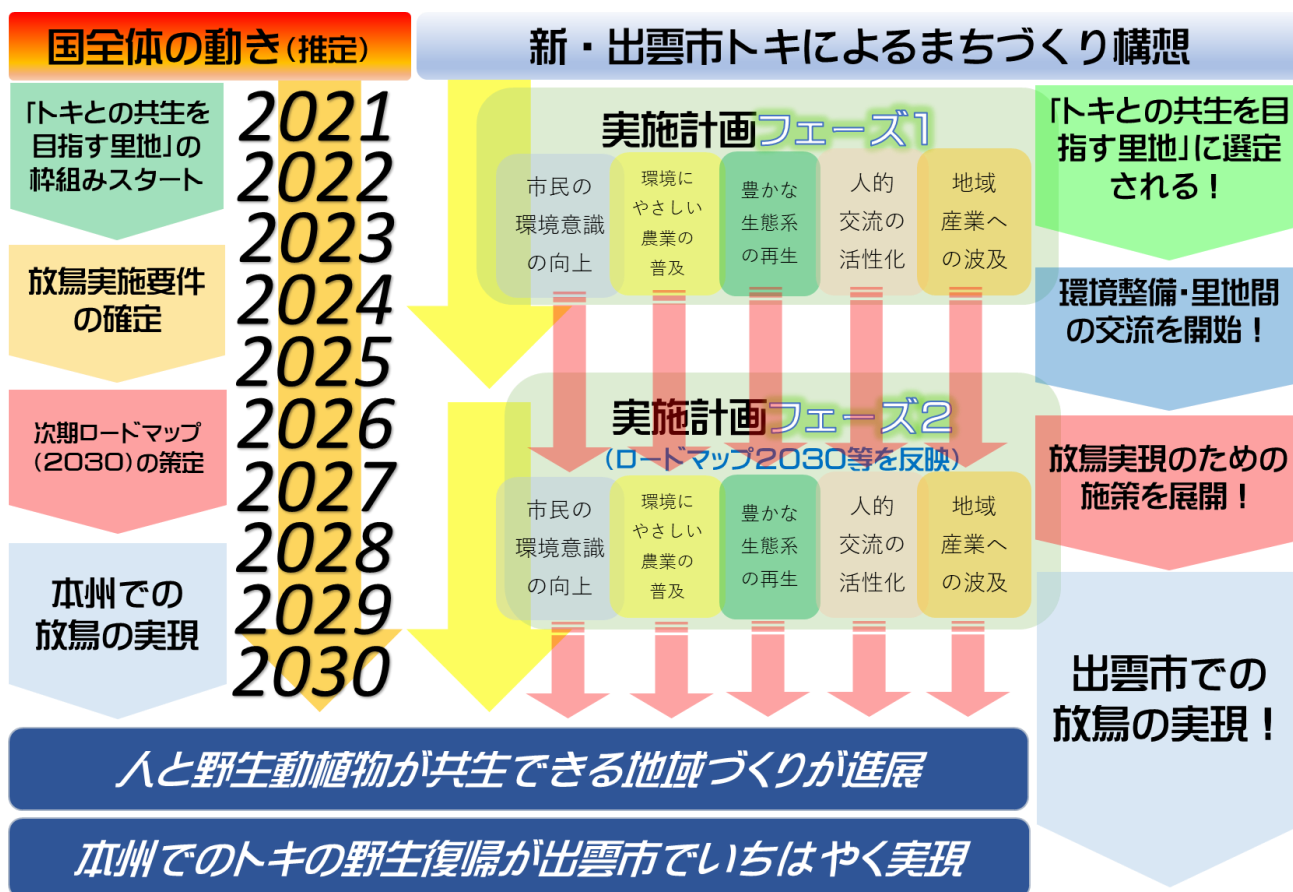 国全体の動き(推定)
新・出雲市トキによるまちづくり構想
「トキとの共生を
目指す里地」の
枠組みスタート
放鳥実施要件
の確定
次期ロードマップ
(2030)の策定
本州での
放鳥の実現
2021
2022
2023
2024
2025
2026
2027
2028
2029
2030
実施計画フェーズ1
市民の
環境意識
の向上
環境に
やさしい
農業の
普及
豊かな
生態系
の再生
人的
交流の
活性化
地域
産業へ
の波及
実施計画フェーズ2
(ロードマップ2030等を反映)
市民の
環境意識
の向上
環境に
やさしい
農業の
普及
豊かな
生態系
の再生
人的
交流の
活性化
地域
産業へ
の波及
「トキとの共生を目
指す里地」に選定
される!
環境整備・里地間
の交流を開始!
放鳥実現のための
施策を展開!
出雲市での
放鳥の実現!
人と野生動植物が共生できる地域づくりが進展
本州でのトキの野生復帰が出雲市でいちはやく実現